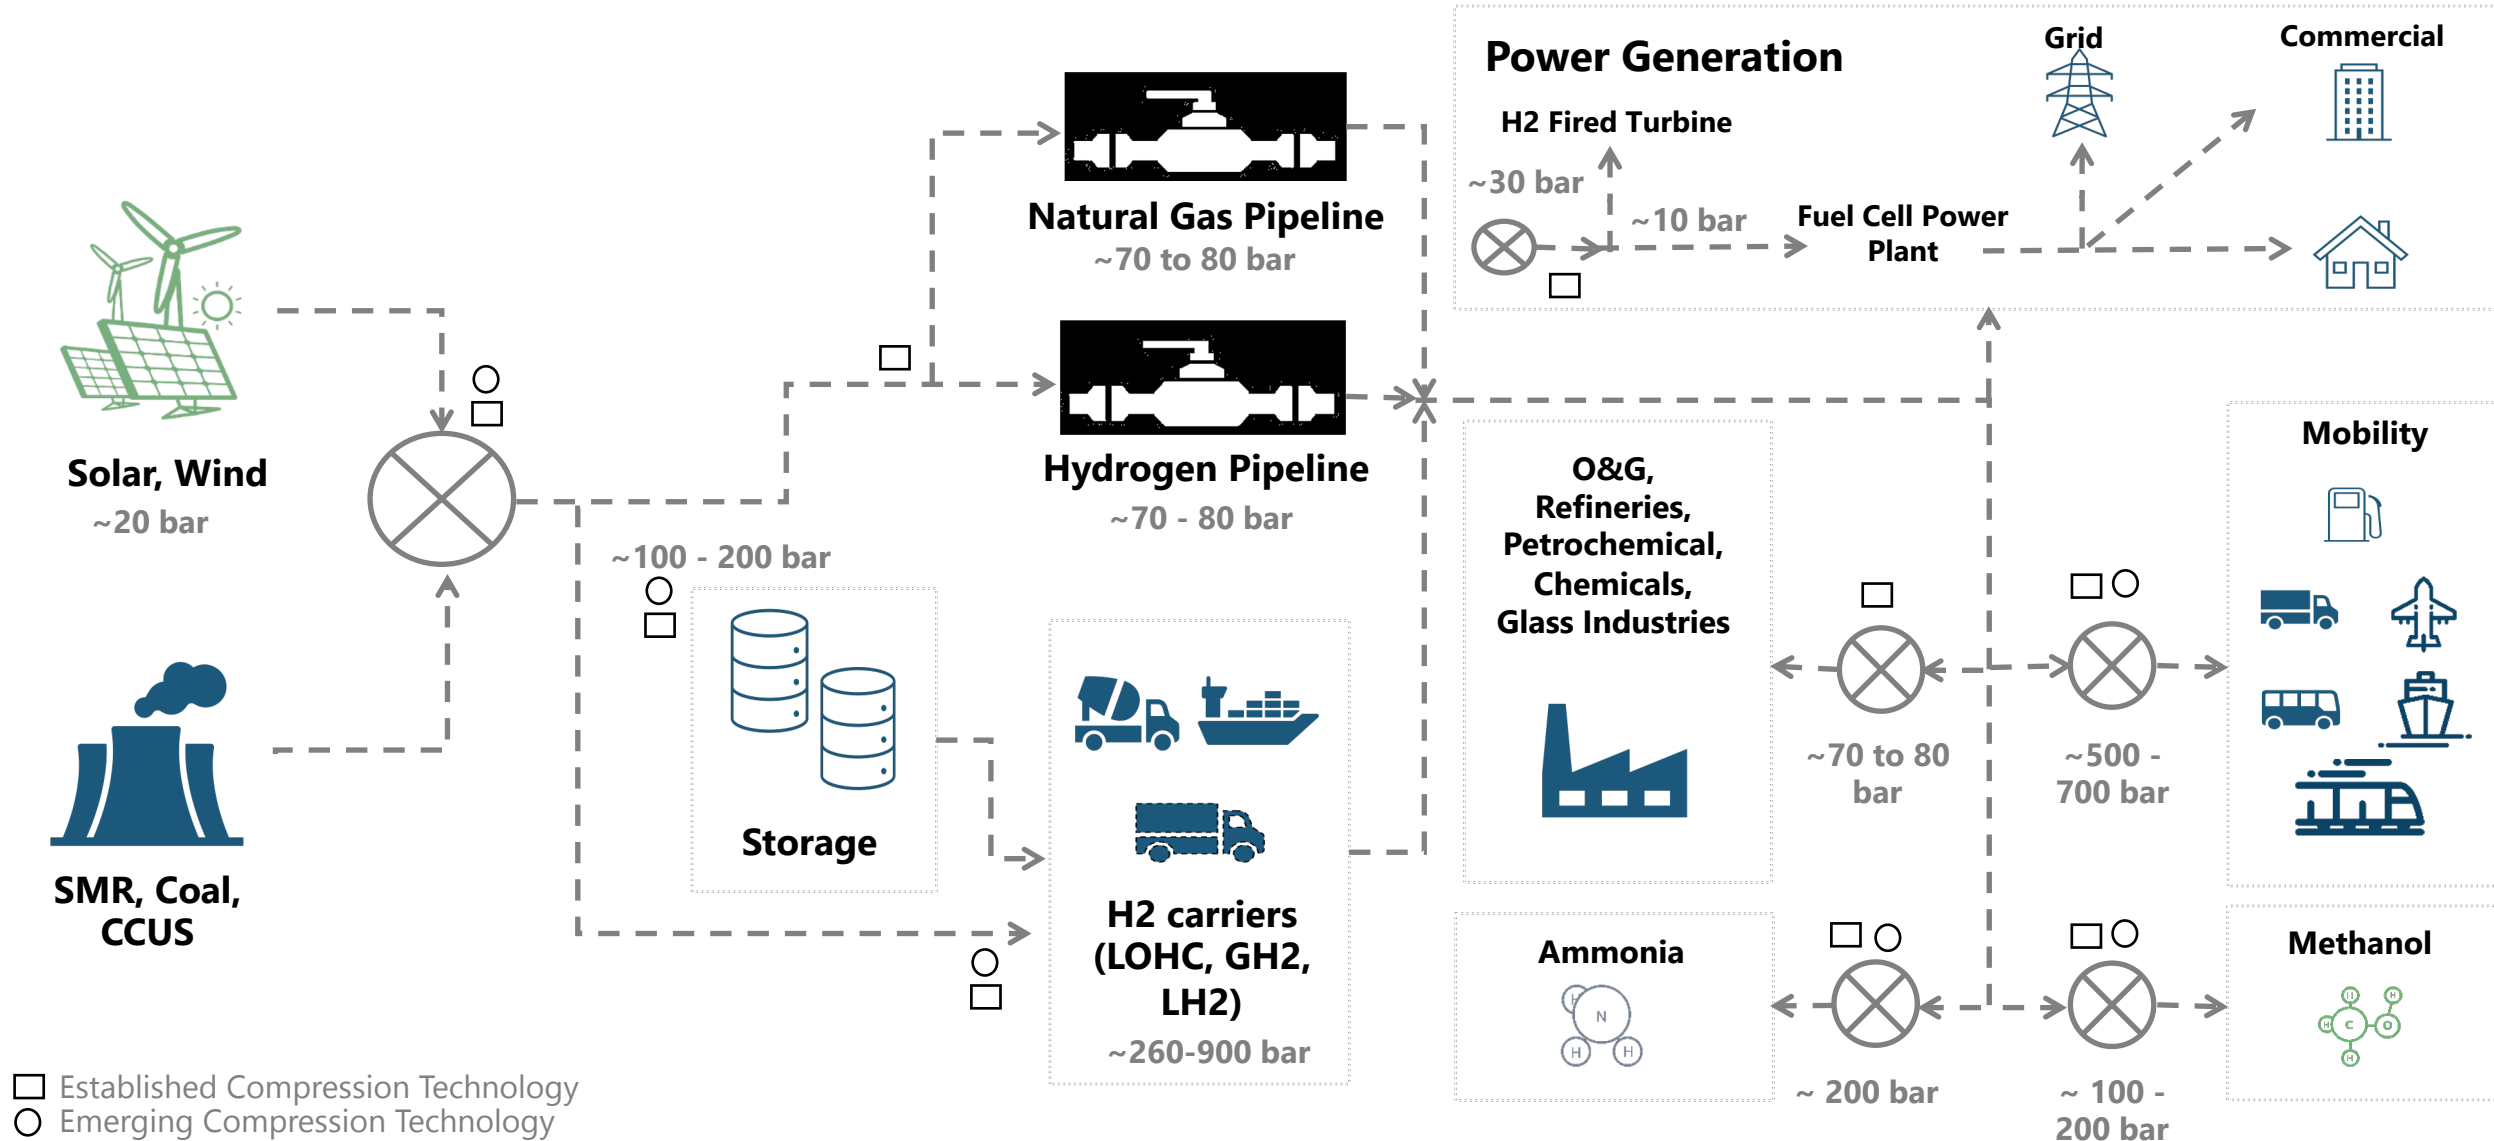 Power Generation
Grid
Commercial
H2 Fired Turbine
~30 bar
~10 bar
Fuel Cell Power
Plant
Natural Gas Pipeline
~70 to 80 bar
Solar, Wind
~20 bar
Hydrogen Pipeline
~70 - 80 bar
~100 - 200 bar
Storage
SMR, Coal,
CCUS
H2 carriers
(LOHC, GH2,
LH2)
~260-900 bar
O&G,
Refineries,
Petrochemical,
Chemicals,
Glass Industries
~70 to 80
bar
Mobility
~500 -
700 bar
Ammonia
H
N
H
H
~ 200 bar
Methanol
H
H
H
C
O
H
~ 100 -
200 bar
Established Compression Technology
Emerging Compression Technology